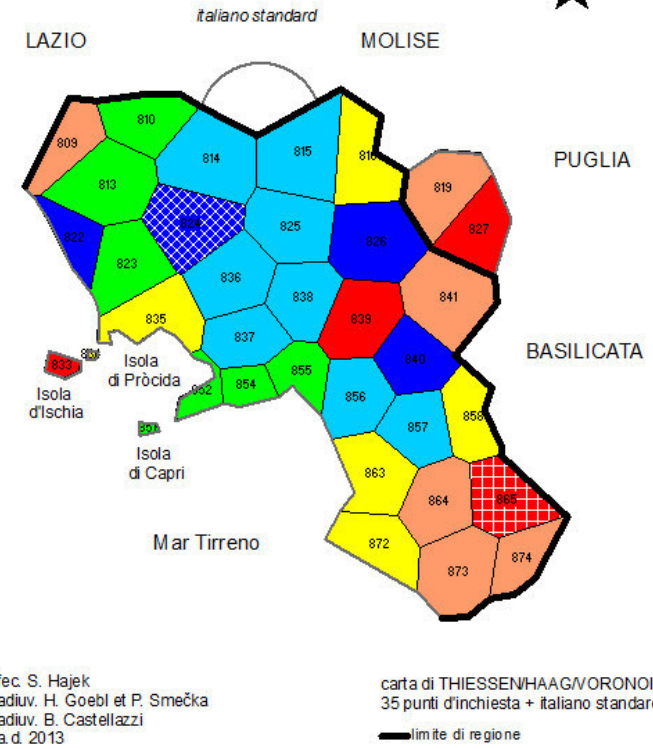 italiano standard
LAZIO MOLISE
810
809
815
814
PUGLIA
813
819
824
825
827
822
826
823
836
838
841
835
839
837
840
BASILICATA
833
Isola
di Pròcida
855
854
Isola
d'Ischia
856
858
857
Isola
di Capri
863
864
865
Mar Tirreno
872
874
873
fec. S. Hajek
adiuv. H. Goebl et P. Smečka
adiuv. B. Castellazzi
a.d. 2013
carta di THIESSEN/HAAG/VORONOI
35 punti d'inchiesta + italiano standard
limite di regione